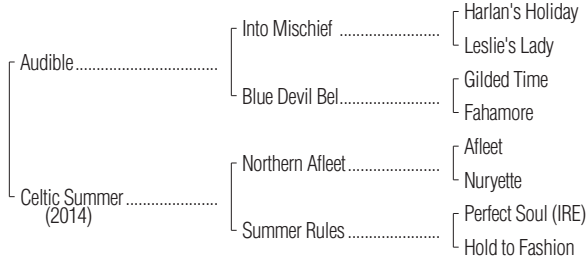 Harlan's Holiday
Into Mischief ........................
Leslie's Lady
Audible..................................
Gilded Time
Blue Devil Bel........................
Fahamore
Afleet
Northern Afleet......................
Nuryette
Celtic Summer......................
(2014)
Perfect Soul (IRE)
Summer Rules ......................
Hold to Fashion